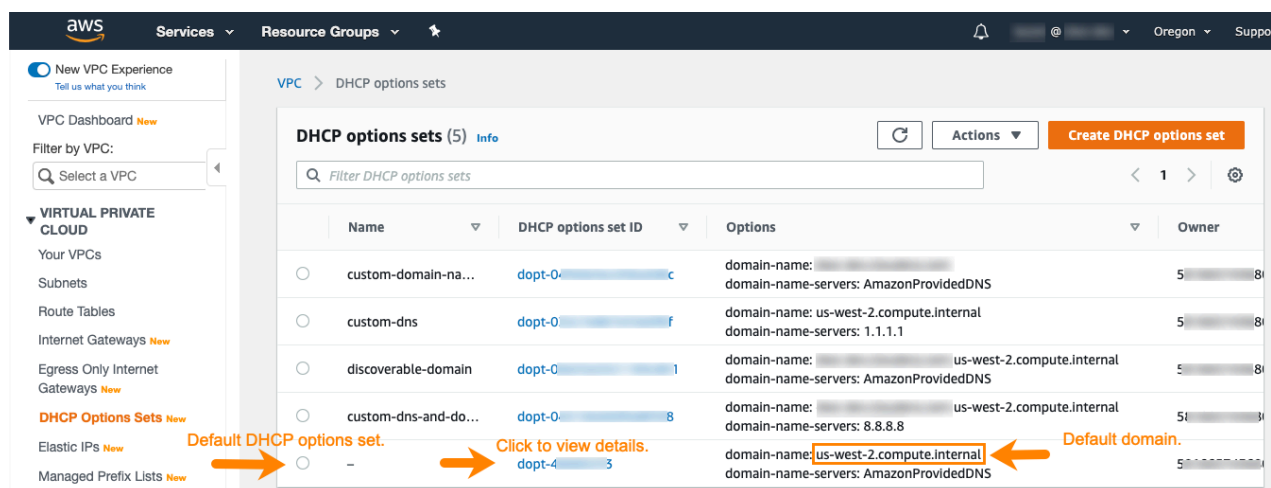 aws
Services
Resource Groups
@
Oregon
Suppo
New VPC Experience
Tell us what you think
VPC Dashboard New
Filter by VPC:
Select a VPC
VIRTUAL PRIVATE
CLOUD
Your VPCs
Subnets
Route Tables
Internet Gateways New
Egress Only Internet
Gateways New
DHCP Options Sets New
Elastic IPs New
Managed Prefix Lists New
VPC > DHCP options sets
DHCP options sets (5) Info
Actions
Create DHCP options set
Filter DHCP options sets
< 1 >
Name DHCP options set ID Options Owner
custom-domain-na... dopt-0 c domain-name:
domain-name-servers: AmazonProvidedDNS
5 8
custom-dns dopt-0 f domain-name: us-west-2.compute.internal
domain-name-servers: 1.1.1.1
5 8
discoverable-domain dopt-0 1 domain-name: us-west-2.compute.internal
domain-name-servers: AmazonProvidedDNS
8
custom-dns-and-do... dopt-0 8 domain-name: us-west-2.compute.internal
domain-name-servers: 8.8.8.8
5
Default DHCP options set.
Click to view details.
Default domain.
– dopt-4 3 domain-name: us-west-2.compute.internal
domain-name-servers: AmazonProvidedDNS